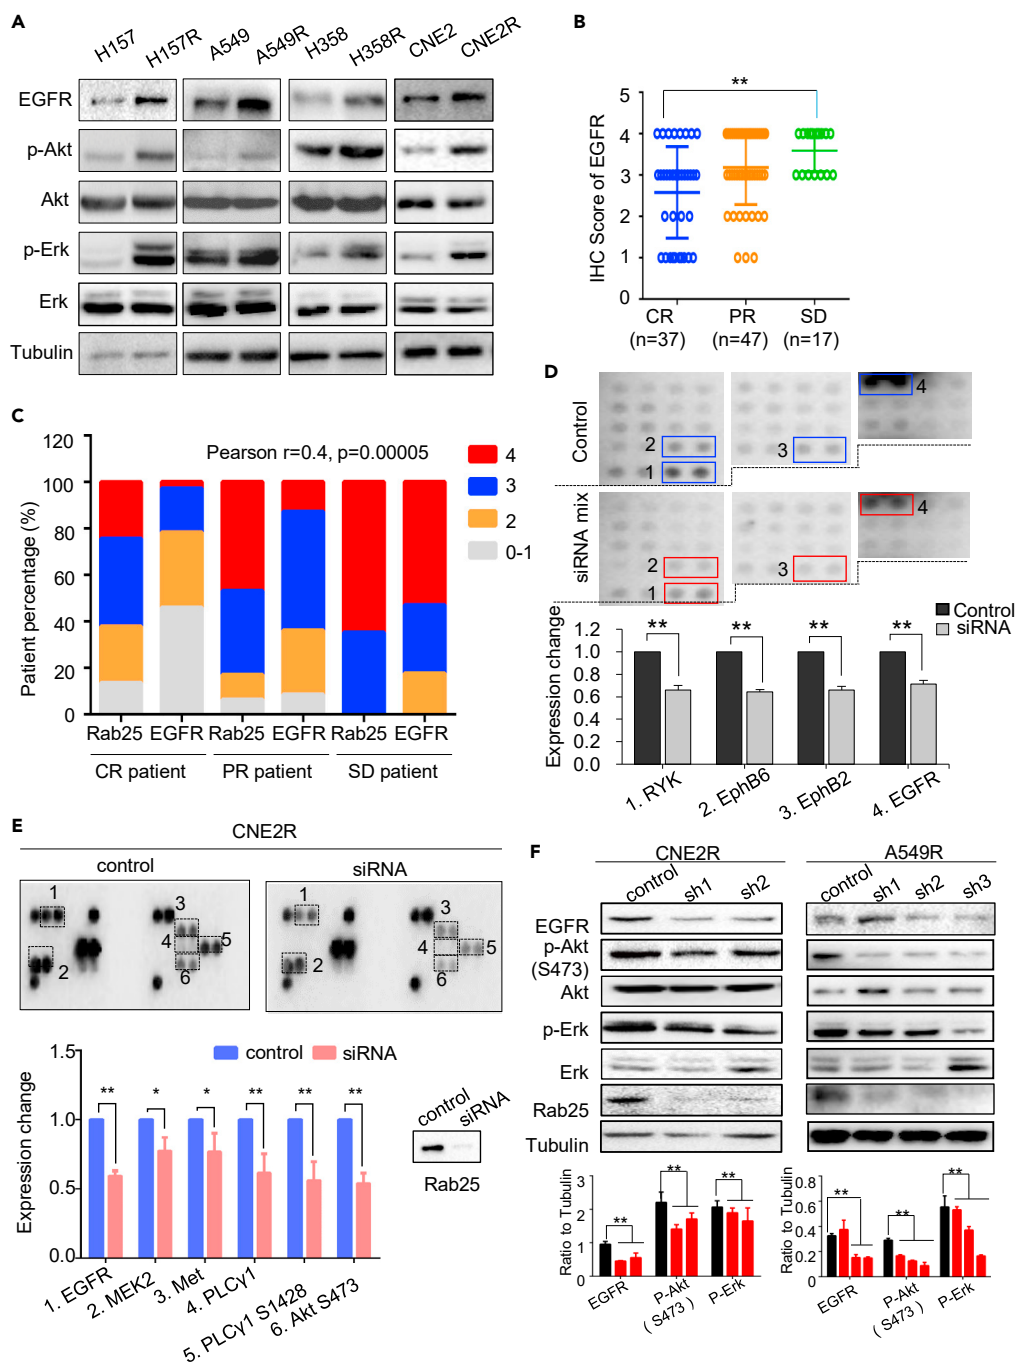 A
H157 H157R A549 A549R H358 H358R CNE2 CNE2R
EGFR
p-Akt
Akt
p-Erk
Erk
Tubulin
B
**
IHC Score of EGFR
5
4
3
2
1
0
CR PR SD
(n=37) (n=47) (n=17)
C
Pearson r=0.4, p=0.00005
Patient percentage (%)
120
100
80
60
40
20
0
4
3
2
0-1
Rab25 EGFR Rab25 EGFR Rab25 EGFR
CR patient PR patient SD patient
D
Control
2
1
3
4
siRNA mix
2
1
3
4
Control
siRNA
Expression change
1.2
1.0
0.8
0.6
0.4
0.2
0.0
** ** ** **
1. RYK 2. EphB6 3. EphB2 4. EGFR
E
CNE2R
control siRNA
1 2 3 4 5 6
1 2 3 4 5 6
control siRNA
Expression change
1.5
1.0
0.5
0.0
** * * ** ** **
1. EGFR 2. MEK2 3. Met 4. PLCγ1 5. PLCγ1 S1428 6. Akt S473
control siRNA
Rab25
F
CNE2R A549R
control sh1 sh2 control sh1 sh2 sh3
EGFR
p-Akt
(S473)
Akt
p-Erk
Erk
Rab25
Tubulin
Ratio to Tubulin
3
2
1
0
** ** **
EGFR P-Akt P-Erk
( S473 )
Ratio to Tubulin
0.8
0.6
0.4
0.2
0.0
** ** **
EGFR P-Akt P-Erk
( S473 )